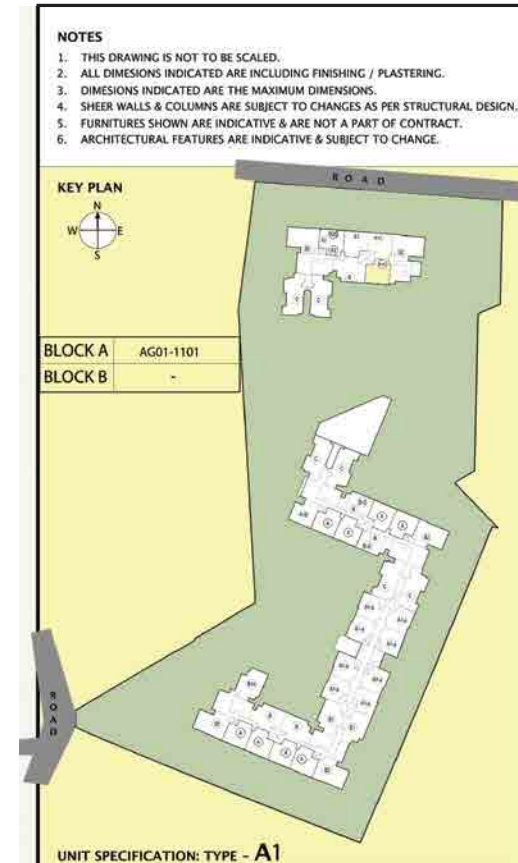 NOTES
1. THIS DRAWING IS NOT TO BE SCALED.
2. ALL DIMESIONS INDICATED ARE INCLUDING FINISHING / PLASTERING.
3. DIMESIONS INDICATED ARE THE MAXIMUM DIMENSIONS.
4. SHEER WALLS & COLUMNS ARE SUBJECT TO CHANGES AS PER STRUCTURAL DESIGN.
5. FURNITURES SHOWN ARE INDICATIVE & ARE NOT A PART OF CONTRACT.
6. ARCHITECTURAL FEATURES ARE INDICATIVE & SUBJECT TO CHANGE.
ROAD
KEY PLAN
N
W E
S
BLOCK A AG01-1101
BLOCK B -
ROAD
UNIT SPECIFICATION: TYPE - A1